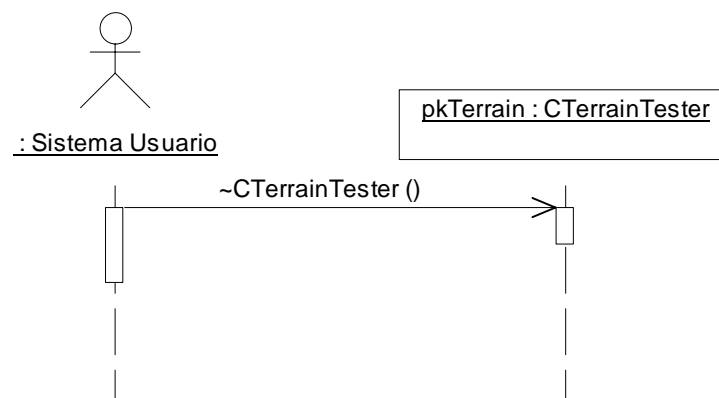 pkTerrain : CTerrainTester
: Sistema Usuario
~CTerrainTester ()